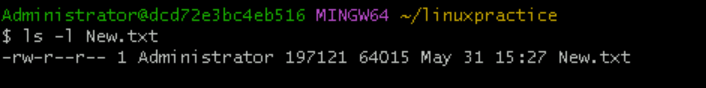 Administrator@dcd72e3bc4eb516 MINGW64 ~/linuxpractice
$ ls -l New.txt
-rw-r--r-- 1 Administrator 197121 64015 May 31 15:27 New.txt